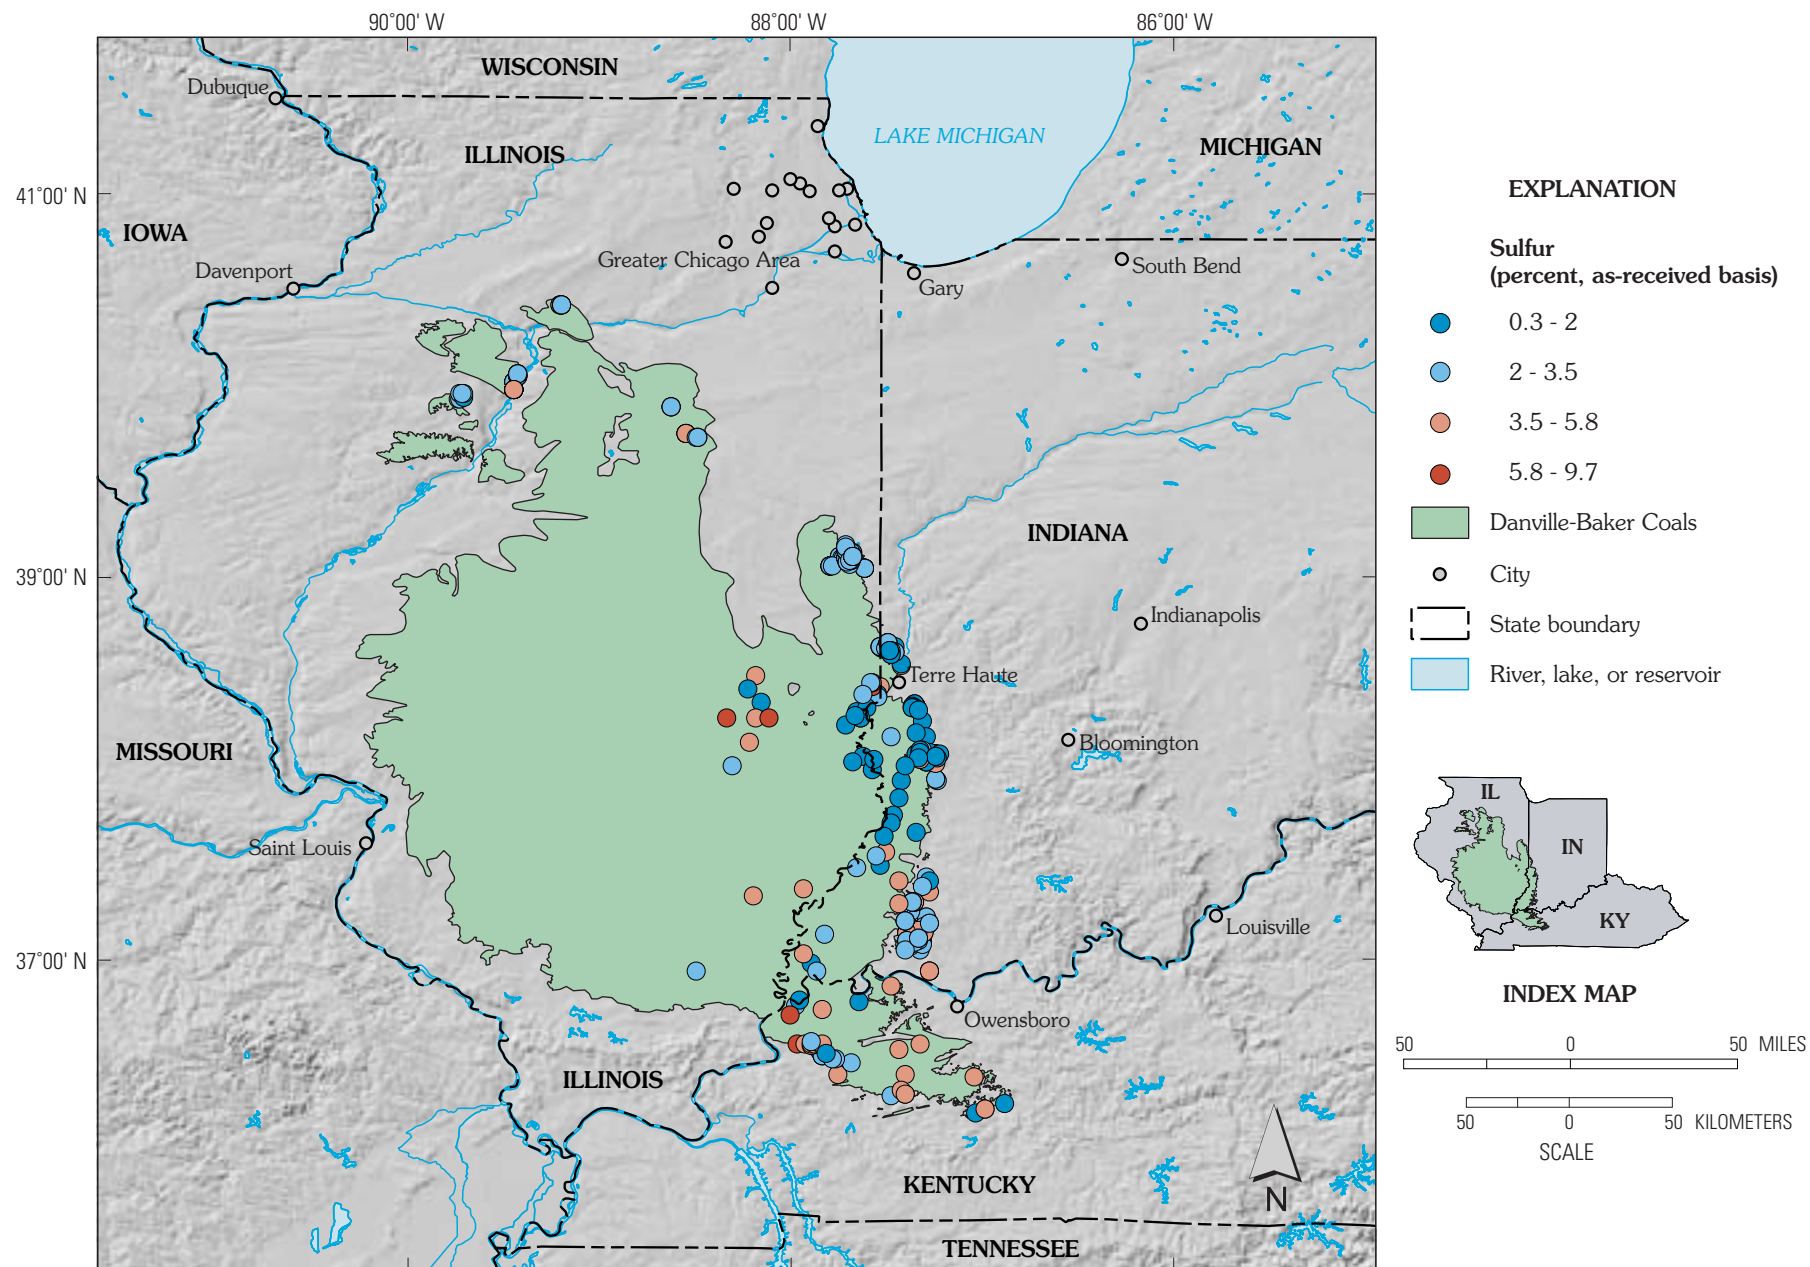 90°00' W
88°00' W
86°00' W
WISCONSIN
Dubuque
LAKE MICHIGAN
MICHIGAN
ILLINOIS
41°00' N
IOWA
Greater Chicago Area
Davenport
South Bend
Gary
INDIANA
39°00' N
Indianapolis
Terre Haute
MISSOURI
Bloomington
Saint Louis
Louisville
37°00' N
Owensboro
ILLINOIS
KENTUCKY
N
TENNESSEE
EXPLANATION
Sulfur
(percent, as-received basis)
0.3 - 2
2 - 3.5
3.5 - 5.8
5.8 - 9.7
Danville-Baker Coals
City
State boundary
River, lake, or reservoir
IL
IN
KY
INDEX MAP
50 0 50 MILES
50 0 50 KILOMETERS
SCALE